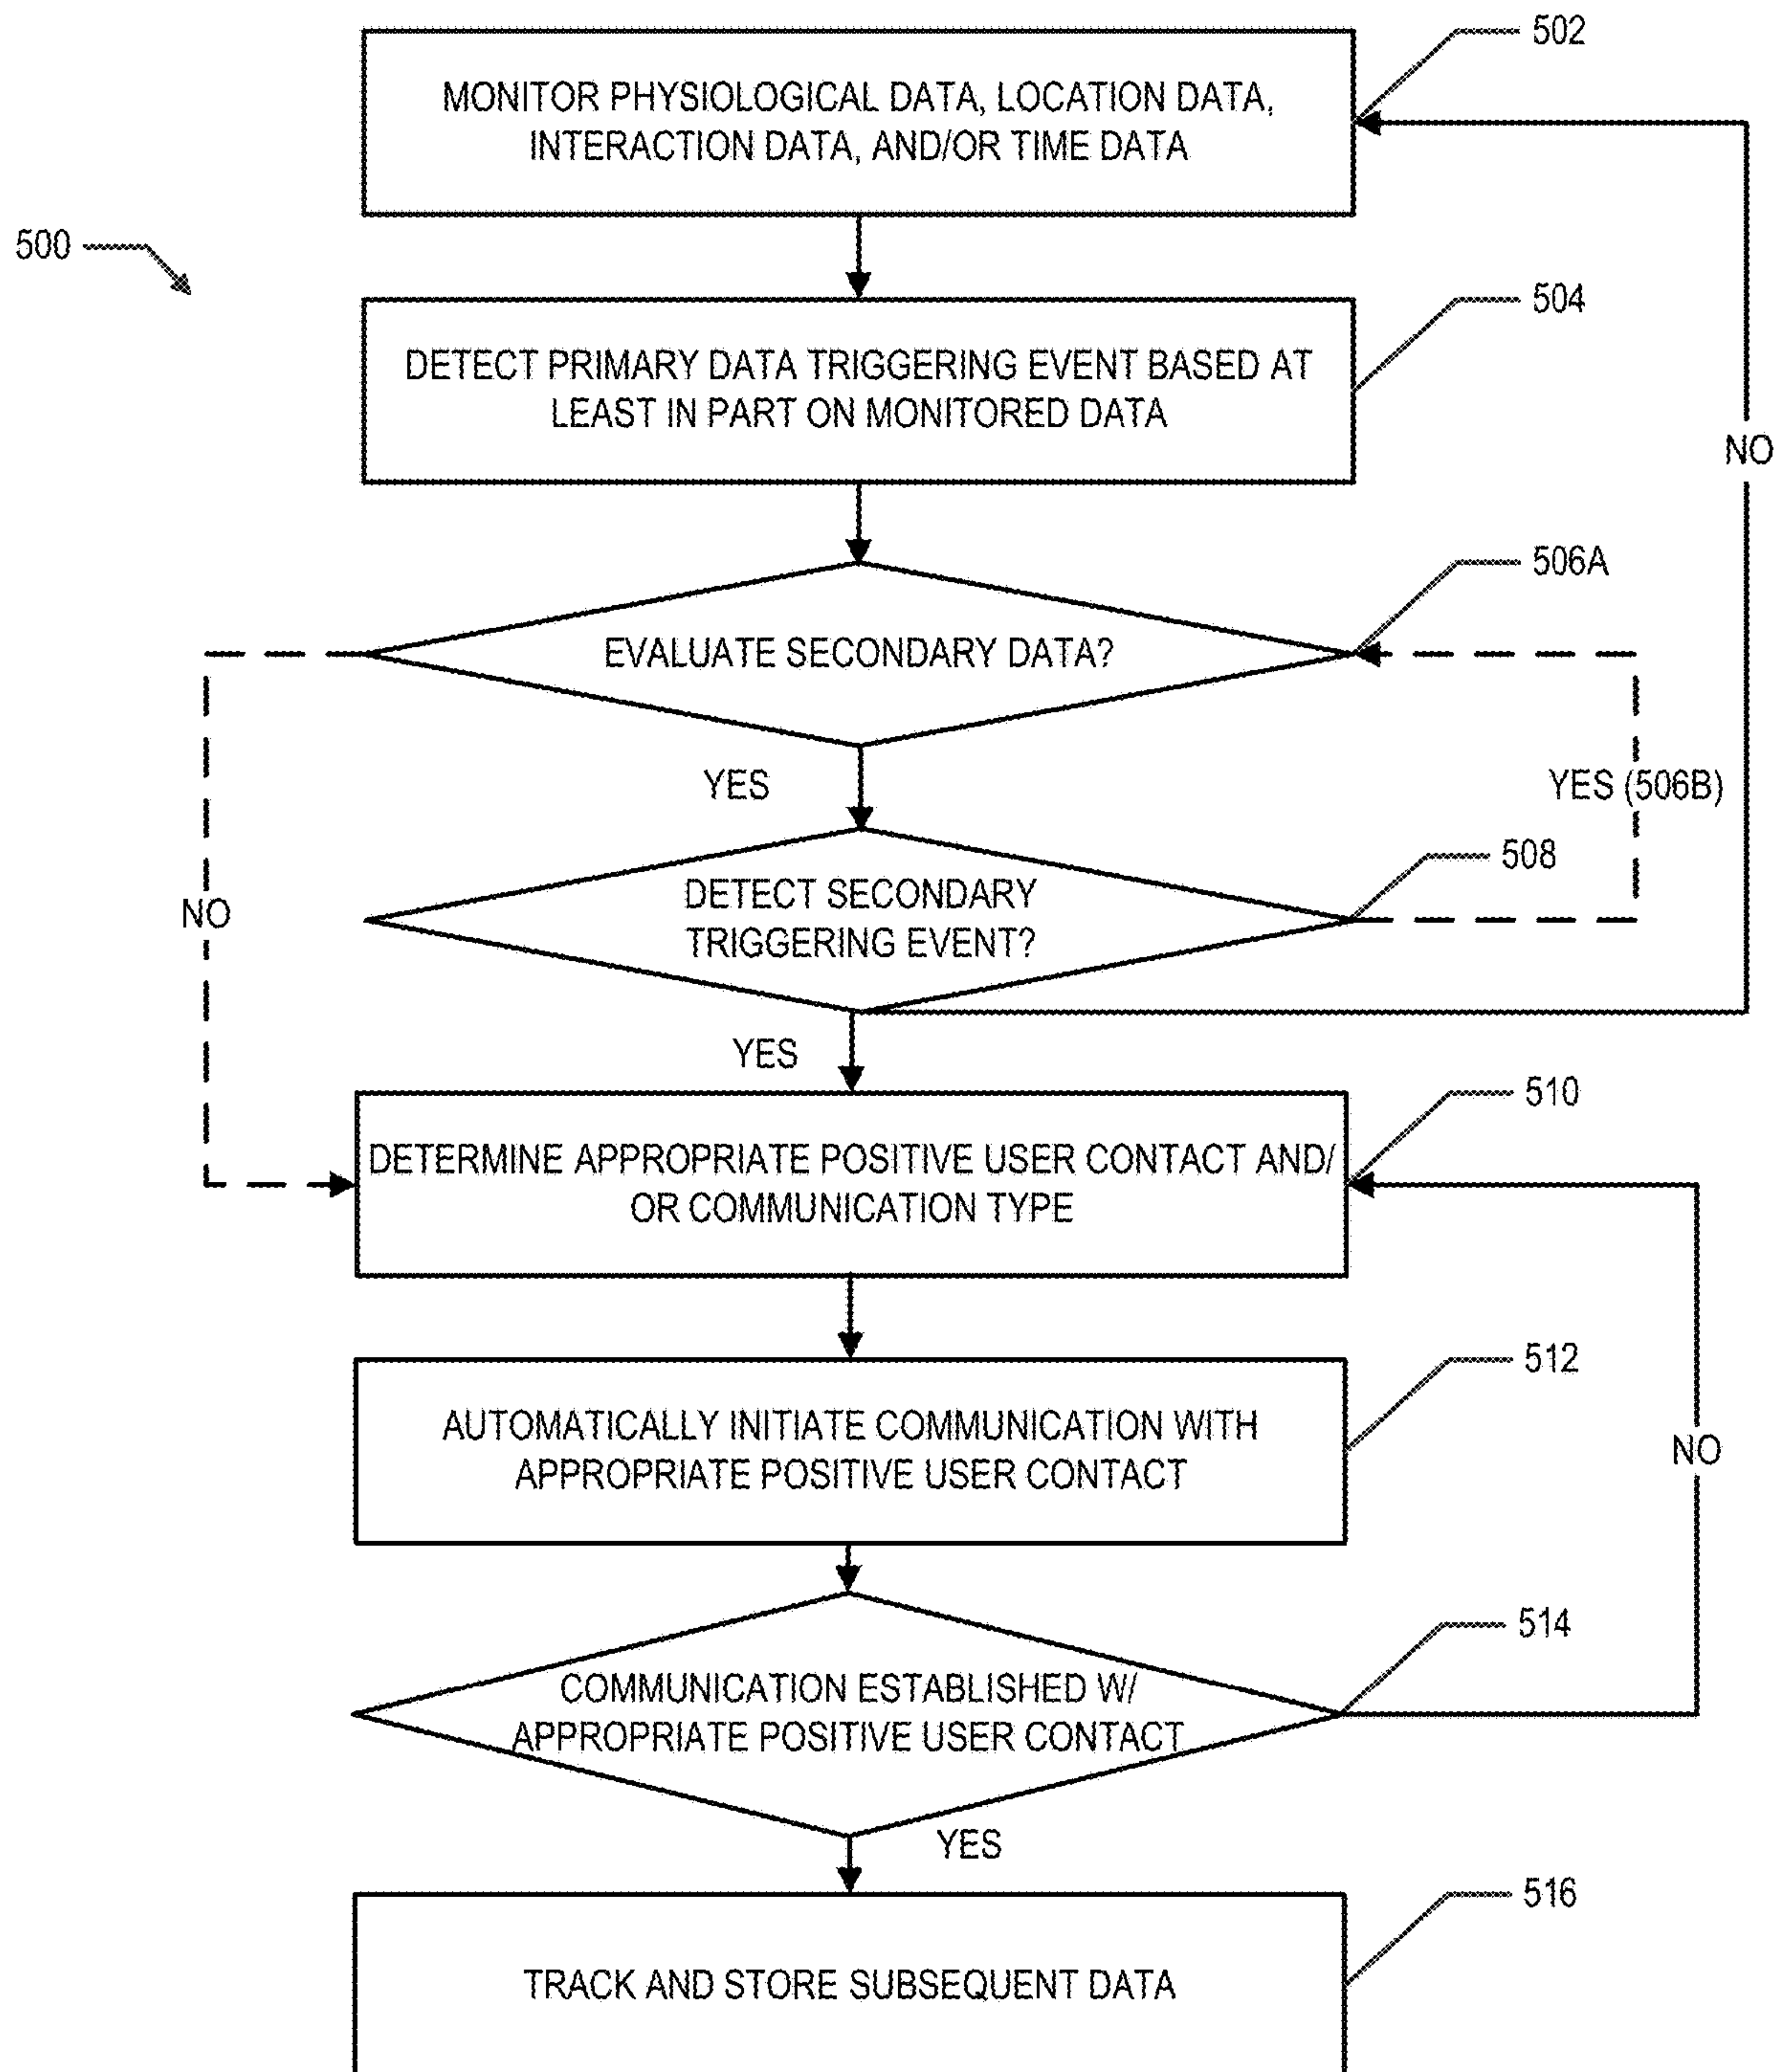 502
MONITOR PHYSIOLOGICAL DATA, LOCATION DATA,
INTERACTION DATA, AND/OR TIME DATA
500
504
DETECT PRIMARY DATA TRIGGERING EVENT BASED AT
LEAST IN PART ON MONITORED DATA
NO
506A
EVALUATE SECONDARY DATA?
YES
YES (506B)
508
DETECT SECONDARY
TRIGGERING EVENT?
NO
YES
510
DETERMINE APPROPRIATE POSITIVE USER CONTACT AND/
OR COMMUNICATION TYPE
512
AUTOMATICALLY INITIATE COMMUNICATION WITH
APPROPRIATE POSITIVE USER CONTACT
NO
514
COMMUNICATION ESTABLISHED W/
APPROPRIATE POSITIVE USER CONTACT
YES
516
TRACK AND STORE SUBSEQUENT DATA